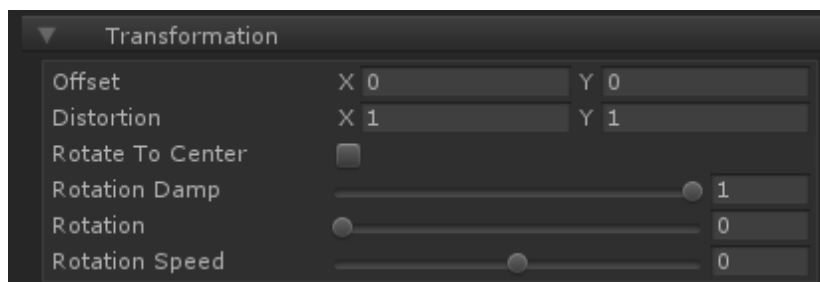 Transformation
Offset X 0 Y 0
Distortion X 1 Y 1
Rotate To Center
Rotation Damp 1
Rotation 0
Rotation Speed 0